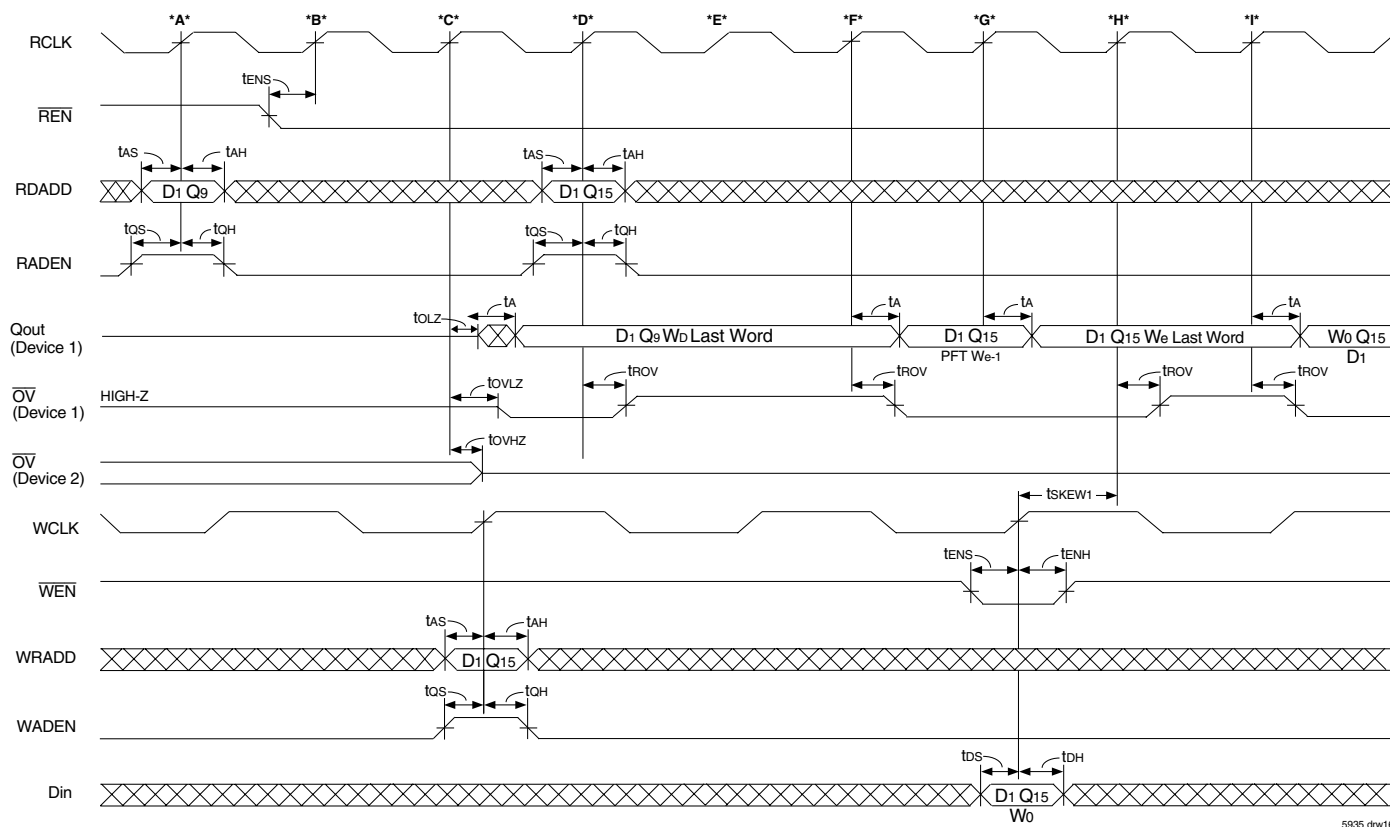 *A* *B* *C* *D* *E* *F* *G* *H* *I*
RCLK
tENS
REN
tAS tAH tAS tAH
RDADD D1 Q9 D1 Q15
tQS tQH tQS tQH
RADEN
tA tA tA tA
tOLZ
Qout
(Device 1)
D1 Q9 WD Last Word D1 Q15 D1 Q15 We Last Word W0 Q15
PFT We-1 D1
tOVLZ tROV tROV tROV tROV
OV
(Device 1)
HIGH-Z
tOVHZ
OV
(Device 2)
tSKEW1
WCLK
tENS tENH
WEN
tAS tAH
WRADD D1 Q15
tQS tQH
WADEN
tDS tDH
Din D1 Q15
W0
5935 drw16